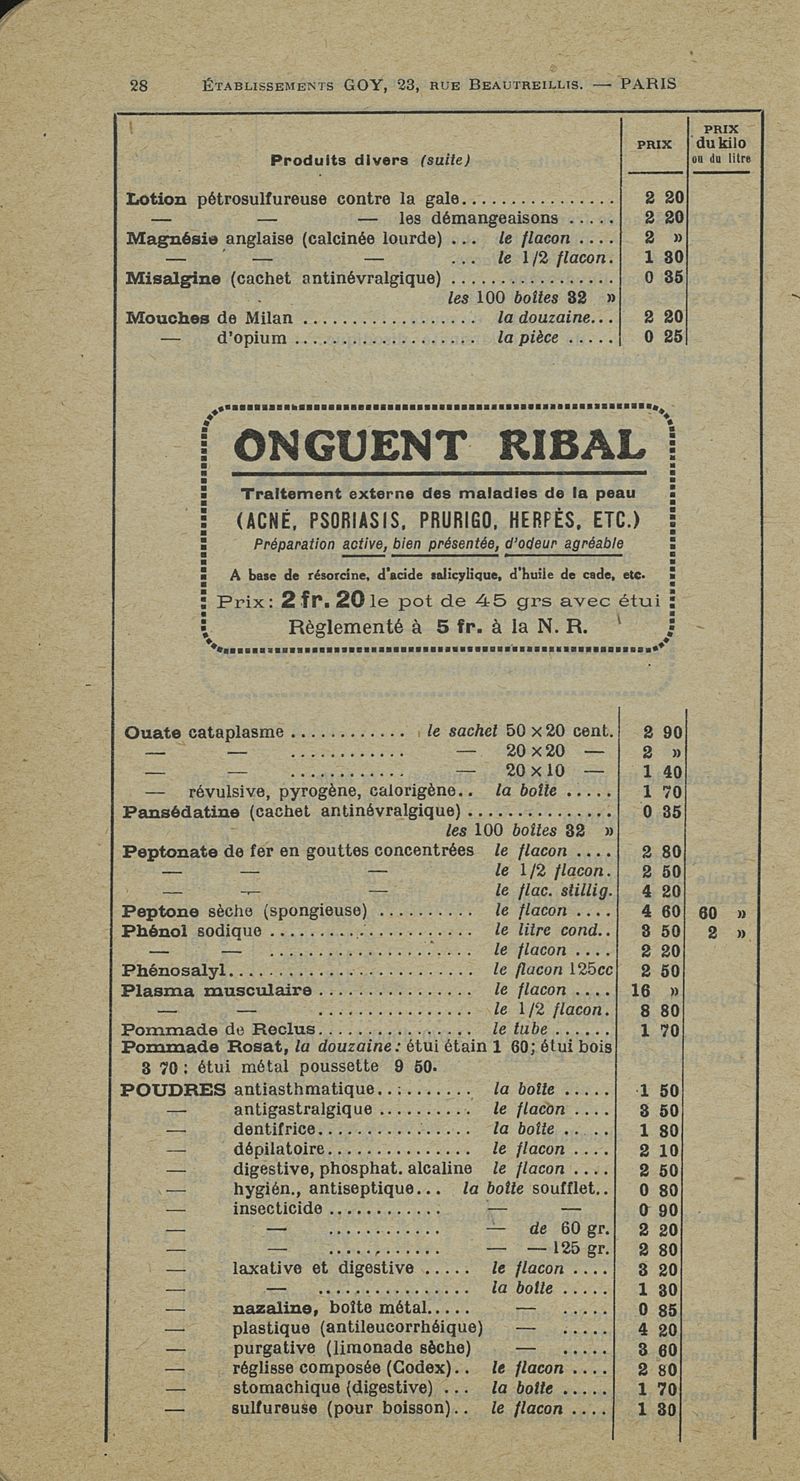 28 ÉTABLISSEMENTS GOY, 23, RUE BEAUTREILLIS. — PARIS
Produits divers (suite)
PRIX
PRIX du kilo ou du litre
Lotion pétrosulfureuse contre la gale................ 2 20
— — — les démangeaisons ..... 2 20
Magnésie anglaise (calcinée lourde) ... le flacon .... 2 »
— — — ... le 1/2 flacon. 1 30
Misalgine (cachet antinévralgique) ................. 0 35
les 100 boîtes 32 »
Mouches de Milan .................. la douzaine... 2 20
— d'opium ................... la pièce ..... 0 25
ONGUENT RIBAL
Traitement externe des maladies de la peau
(ACNÉ, PSORIASIS, PRURIGO, HERPÈS, ETC.)
Préparation active, bien présentée, d'odeur agréable
A base de résorcine, d'acide salicylique, d'huile de cade, etc.
Prix: 2 fr. 20 le pot de 45 grs avec étui
Règlementé à 5 fr. à la N. R.
Ouate cataplasme ............ le sachet 50 x 20 cent. 2 90
— — ............ — 20 x 20 — 2 »
— — ............ — 20 x 10 — 1 40
— révulsive, pyrogène, calorigène.. la boîte ..... 1 70
Pansédatine (cachet antinévralgique) ............... 0 35
les 100 boîtes 32 »
Peptonate de fer en gouttes concentrées le flacon .... 2 80
— — — le 1/2 flacon. 2 50
— — — le flac. stillig. 4 20
Peptone sèche (spongieuse) .......... le flacon .... 4 60 60 »
Phénol sodique ..................... le litre cond.. 3 50 2 »
— — ..................... le flacon .... 2 20
Phénosalyl......................... le flacon 125cc 2 50
Plasma musculaire ................ le flacon .... 16 »
— — ................ le 1/2 flacon. 8 80
Pommade de Reclus................ le tube ...... 1 70
Pommade Rosat, la douzaine : étui étain 1 60; étui bois
3 70 ; étui métal poussette 9 50.
POUDRES antiasthmatique.......... la boîte ..... 1 50
— antigastralgique .......... le flacon .... 3 50
— dentifrice................ la boîte ..... 1 80
— dépilatoire............... le flacon .... 2 10
— digestive, phosphat. alcaline le flacon .... 2 50
— hygién., antiseptique... la boîte soufflet.. 0 80
— insecticide ............ — — 0 90
— — ............ — de 60 gr. 2 20
— — ............ — — 125 gr. 2 80
— laxative et digestive ..... le flacon .... 3 20
— — ................ la boîte ..... 1 30
— nazaline, boîte métal..... — ..... 0 85
— plastique (antileucorrhéique) — ..... 4 20
— purgative (limonade sèche) — ..... 3 60
— réglisse composée (Codex).. le flacon .... 2 80
— stomachique (digestive) ... la boîte ..... 1 70
— sulfureuse (pour boisson).. le flacon .... 1 30